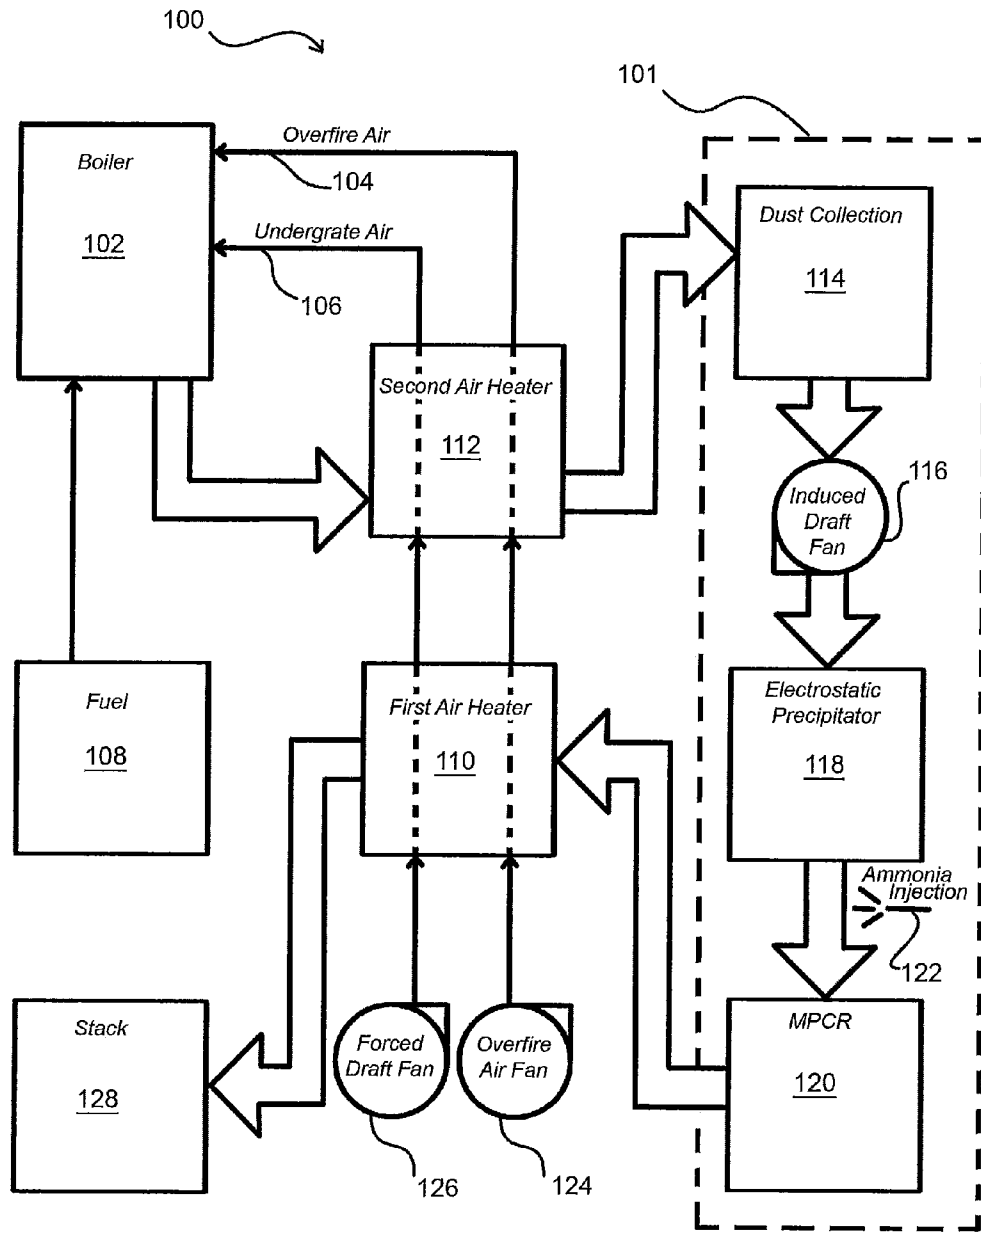 100
101
Overfire Air
104
Boiler
102
Undergrate Air
106
Dust Collection
114
Second Air Heater
112
116
Induced
Draft
Fan
Fuel
108
First Air Heater
110
Electrostatic
Precipitator
118
Ammonia
Injection
122
Stack
128
Forced
Draft Fan
126
Overfire
Air Fan
124
MPCR
120